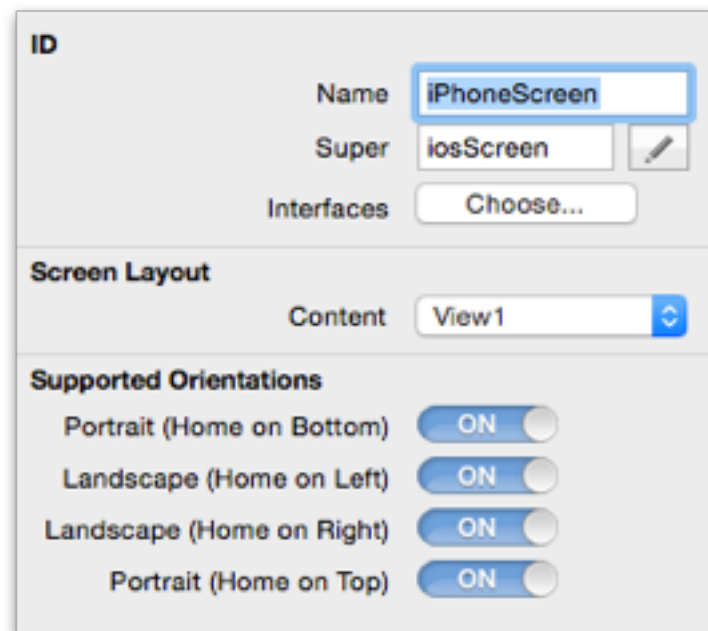 ID
Name iPhoneScreen
Super iosScreen
Interfaces Choose...
Screen Layout
Content View1
Supported Orientations
Portrait (Home on Bottom) ON
Landscape (Home on Left) ON
Landscape (Home on Right) ON
Portrait (Home on Top) ON